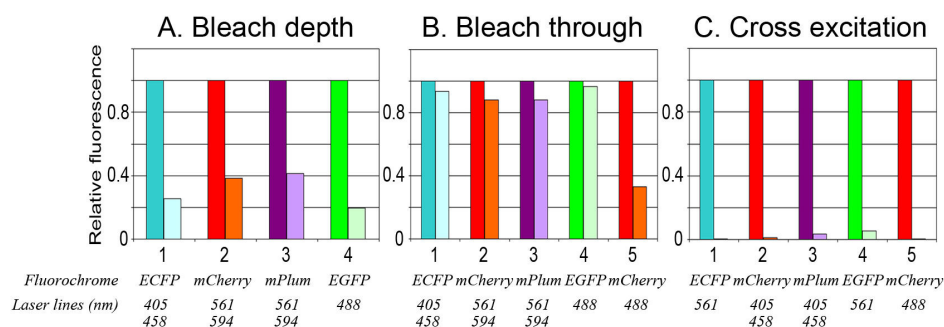 A. Bleach depth B. Bleach through C. Cross excitation
Relative fluorescence
0.8 0.8 0.8
0.4 0.4 0.4
0 0 0
1 2 3 4 1 2 3 4 5 1 2 3 4 5
Fluorochrome ECFP mCherry mPlum EGFP ECFP mCherry mPlum EGFP mCherry ECFP mCherry mPlum EGFP mCherry
Laser lines (nm) 405 561 561 488 405 561 561 488 488 561 405 405 561 488
458 594 594 458 594 594 458 458